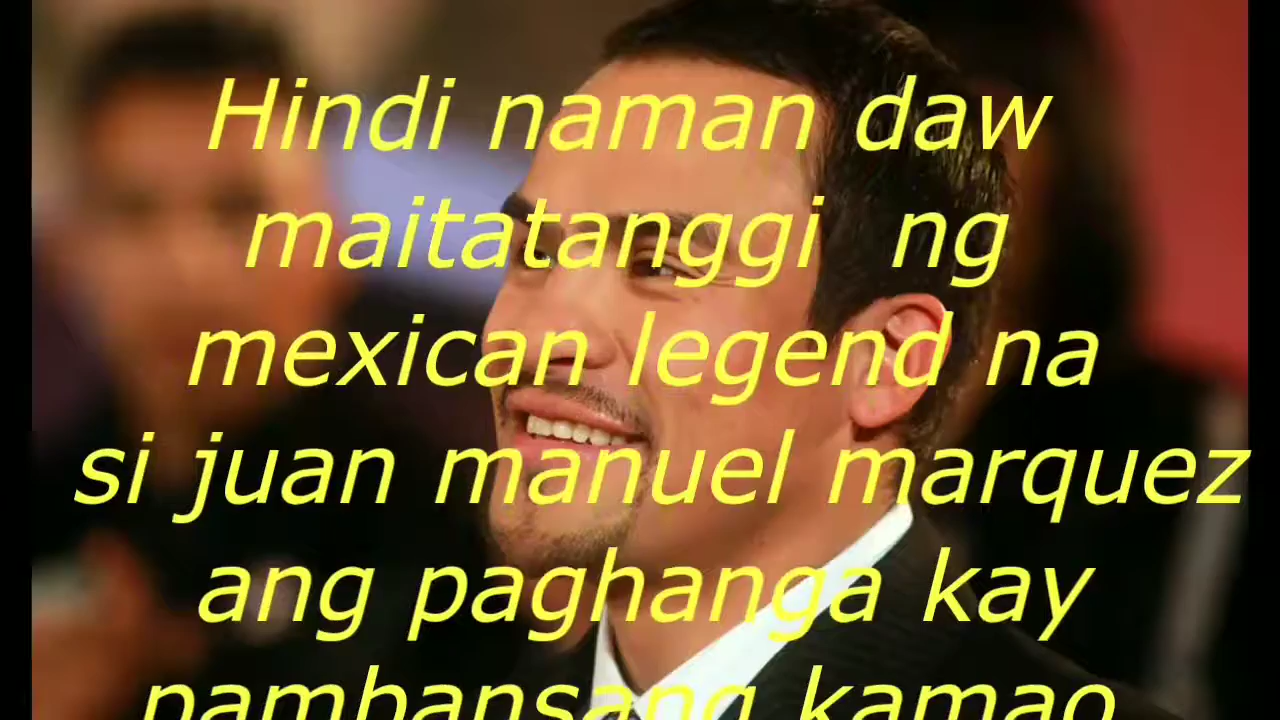 Hindi naman daw
maitatanggi ng
mexican legend na
si juan manuel marquez
ang paghanga kay
pambansang kamao